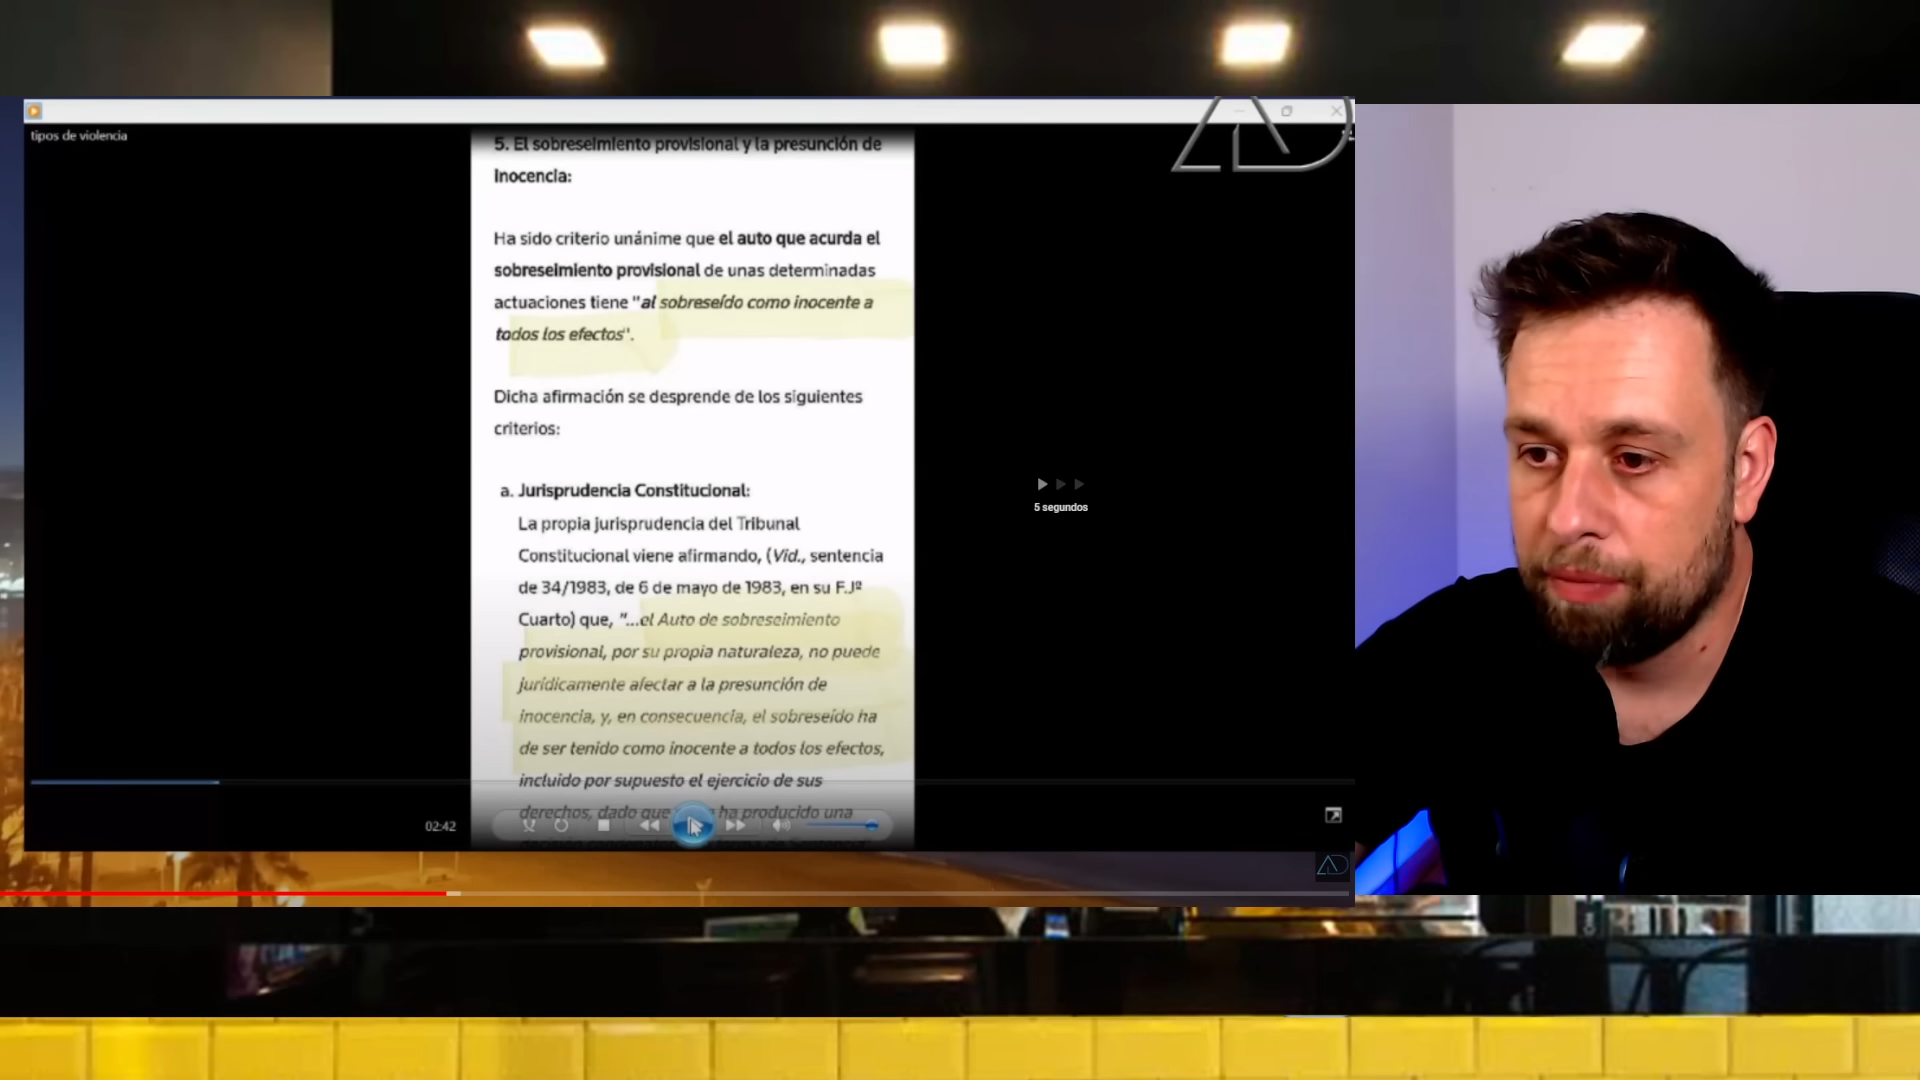 tipos de violencia
5. El sobreseimiento provisional y la presunción de
Inocencia:
Ha sido criterio unánime que el auto que acurda el
sobreseimiento provisional de unas determinadas
actuaciones tiene "al sobreseído como inocente a
todos los efectos".
Dicha afirmación se desprende de los siguientes
criterios:
a. Jurisprudencia Constitucional:
La propia jurisprudencia del Tribunal
Constitucional viene afirmando, (Vid., sentencia
de 34/1983, de 6 de mayo de 1983, en su F.Jº
Cuarto) que, "...el Auto de sobreseimiento
provisional, por su propia naturaleza, no puede
jurídicamente afectar a la presunción de
inocencia, y, en consecuencia, el sobreseído ha
de ser tenido como inocente a todos los efectos,
incluido por supuesto el ejercicio de sus
derechos, dado que ha producido una
5 segundos
02:42